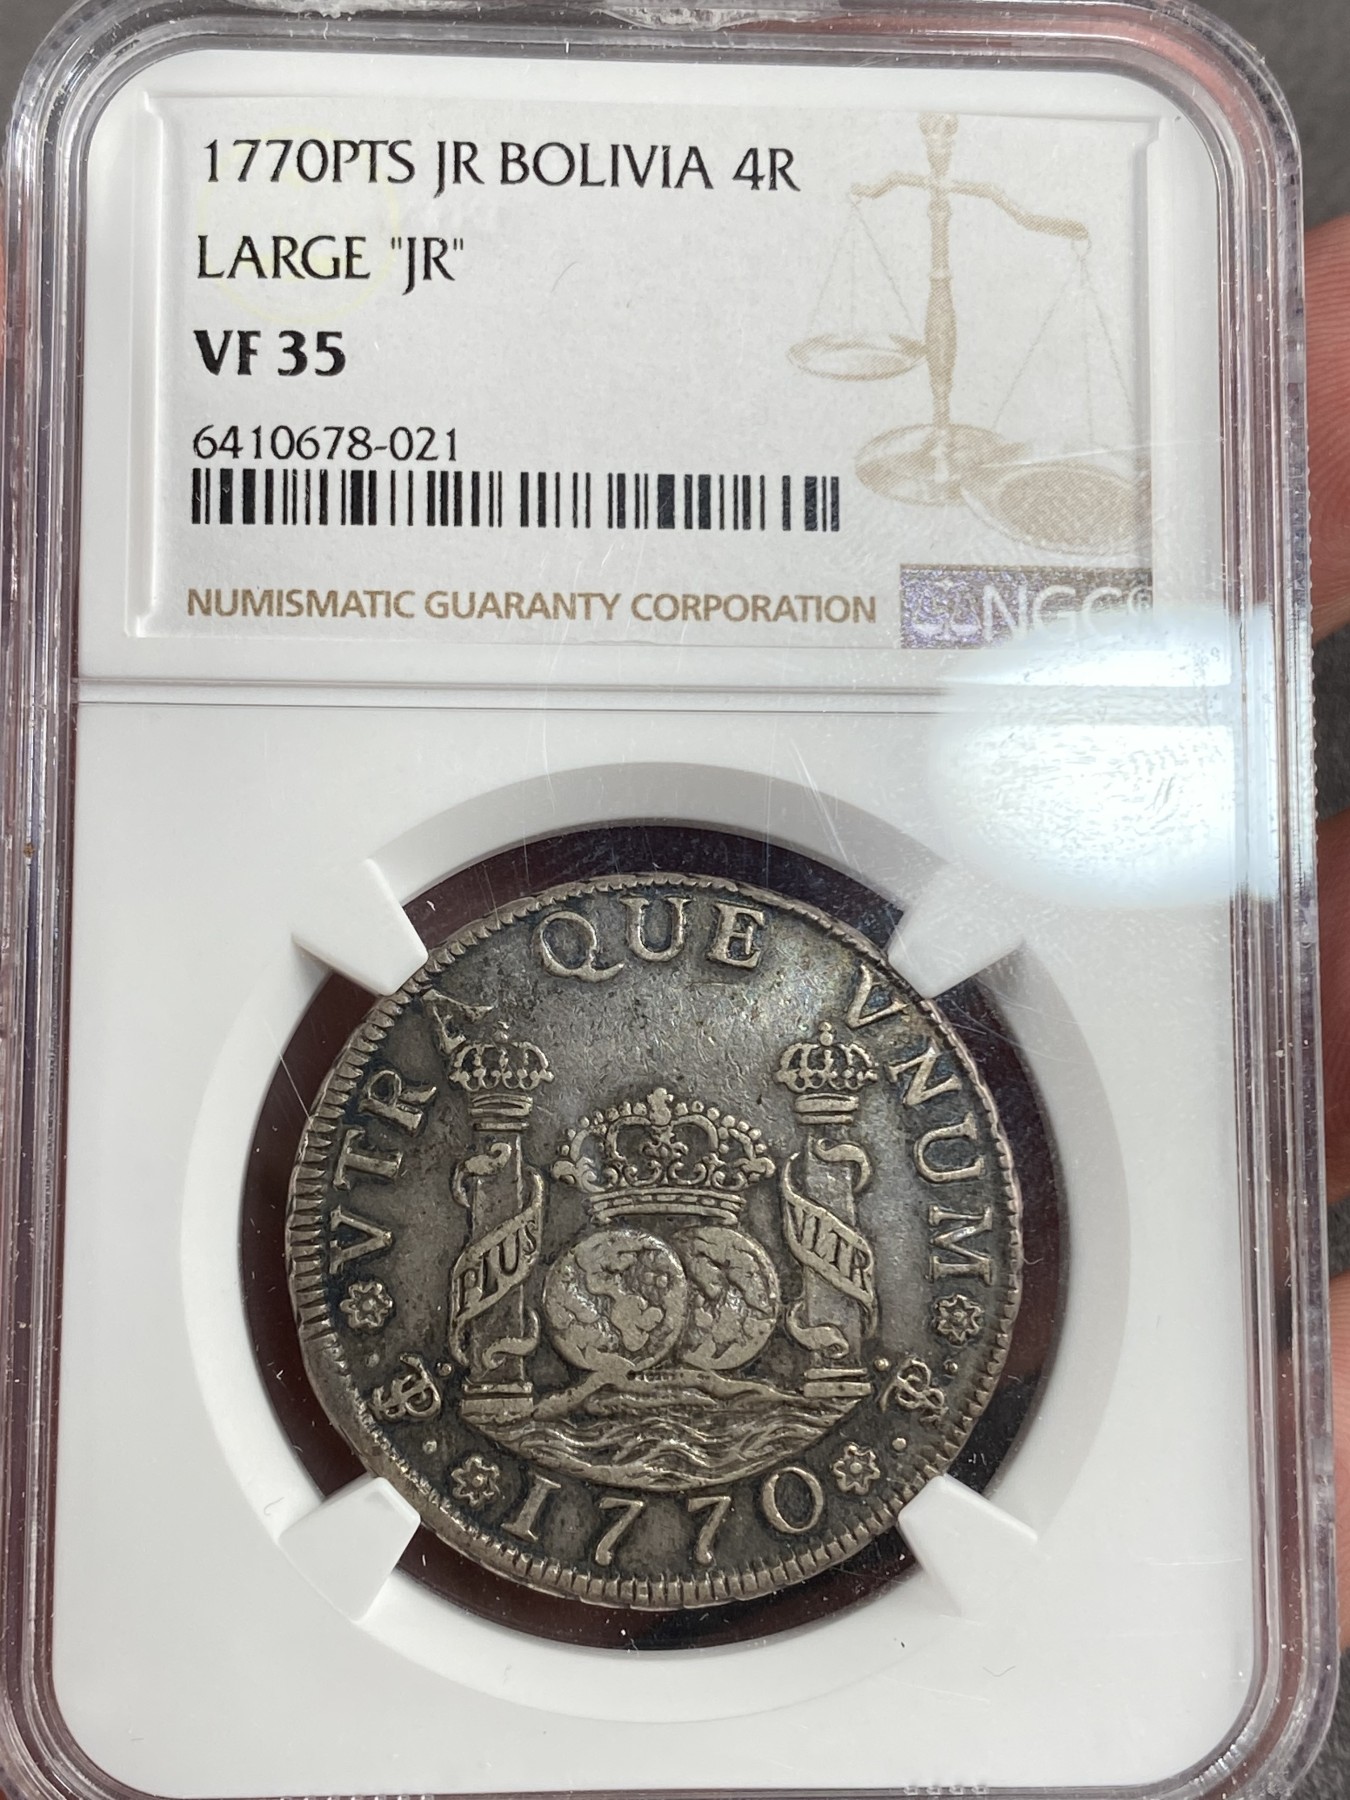 1770PTS JR BOLIVIA 4R
LARGE "JR"
VF 35
6410678-021
NUMISMATIC GUARANTY CORPORATION
NGC
VTRA QUE VNUM
PLUS
VLTR
1770